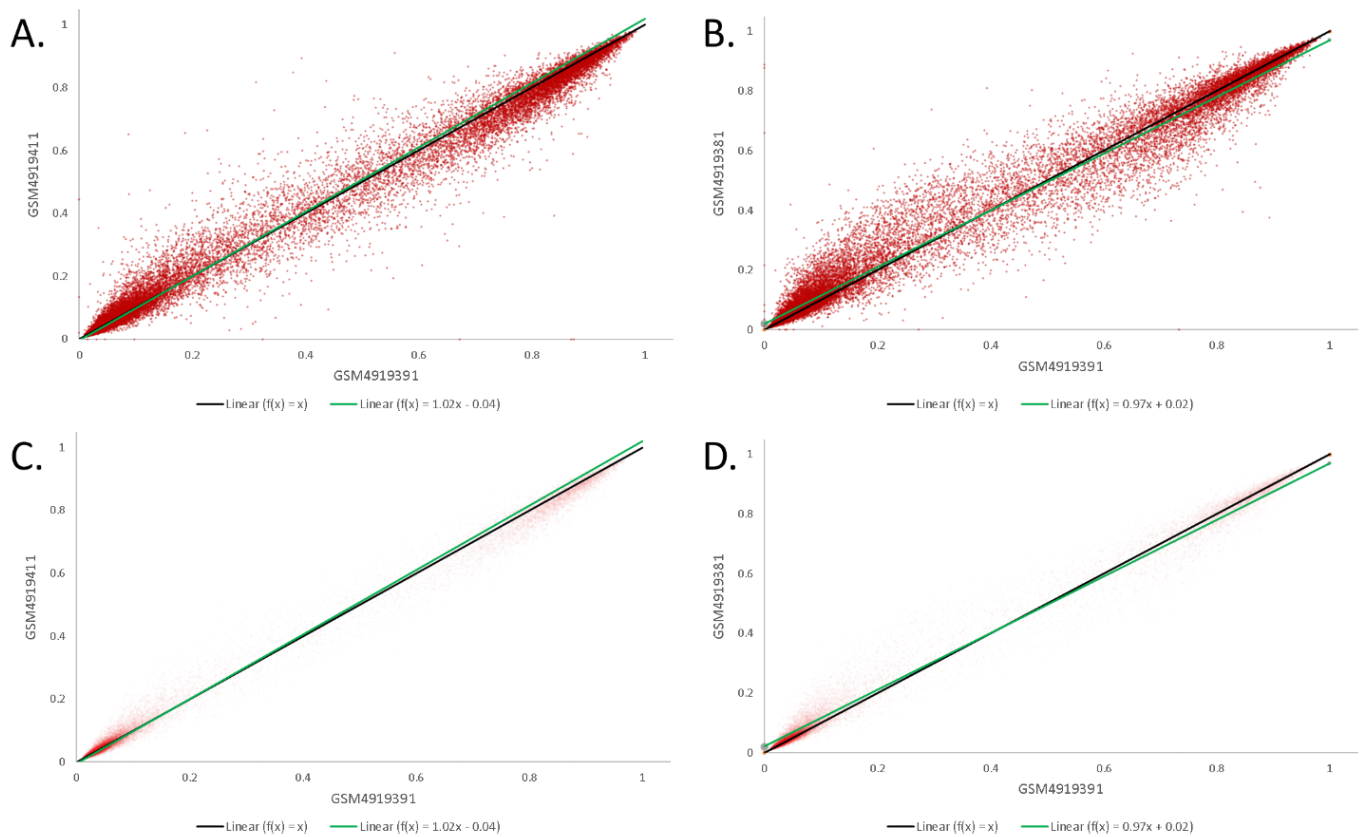 A.
1
0.8
0.6
0.4
0.2
0
0 0.2 0.4 0.6 0.8 1
GSM4919411
GSM4919391
Linear (f(x) = x) Linear (f(x) = 1.02x - 0.04)
B.
1
0.8
0.6
0.4
0.2
0
0 0.2 0.4 0.6 0.8 1
GSM4919381
GSM4919391
Linear (f(x) = x) Linear (f(x) = 0.97x + 0.02)
C.
1
0.8
0.6
0.4
0.2
0
0 0.2 0.4 0.6 0.8 1
GSM4919411
GSM4919391
Linear (f(x) = x) Linear (f(x) = 1.02x - 0.04)
D.
1
0.8
0.6
0.4
0.2
0
0 0.2 0.4 0.6 0.8 1
GSM4919381
GSM4919391
Linear (f(x) = x) Linear (f(x) = 0.97x + 0.02)